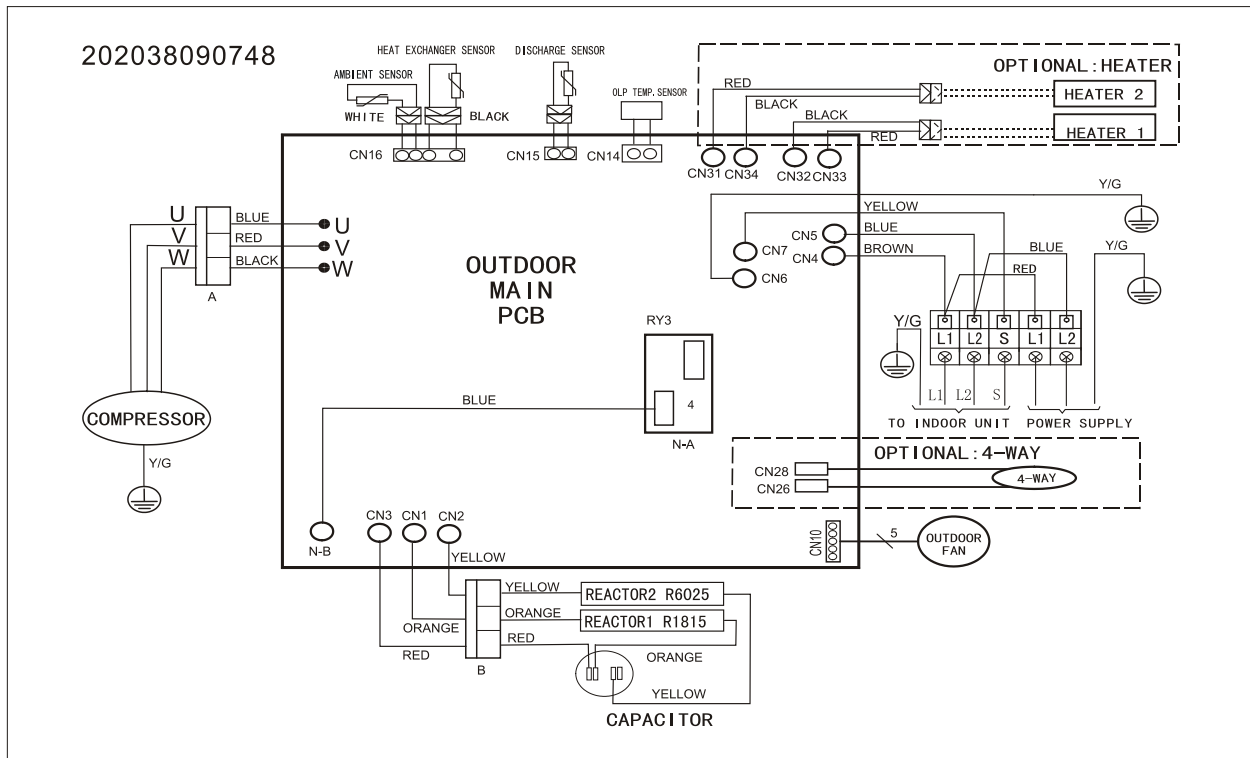 202038090748
HEAT EXCHANGER SENSOR
DISCHARGE SENSOR
AMBIENT SENSOR
OLP TEMP. SENSOR
WHITE
BLACK
CN16
CN15
CN14
OPTIONAL:HEATER
RED
BLACK
HEATER 2
BLACK
RED
HEATER 1
CN31
CN34
CN32
CN33
Y/G
YELLOW
BLUE
BROWN
CN5
CN4
CN7
CN6
BLUE
RED
Y/G
Y/G
L1
L2
S
L1
L2
L1
L2
S
TO INDOOR UNIT
POWER SUPPLY
U
V
W
BLUE
RED
BLACK
U
V
W
A
OUTDOOR
MAIN
PCB
RY3
4
N-A
BLUE
COMPRESSOR
Y/G
OPTIONAL:4-WAY
CN28
CN26
4-WAY
N-B
CN3
CN1
CN2
YELLOW
CN10
5
OUTDOOR
FAN
YELLOW
REACTOR2 R6025
ORANGE
ORANGE
REACTOR1 R1815
RED
RED
ORANGE
B
YELLOW
CAPACITOR